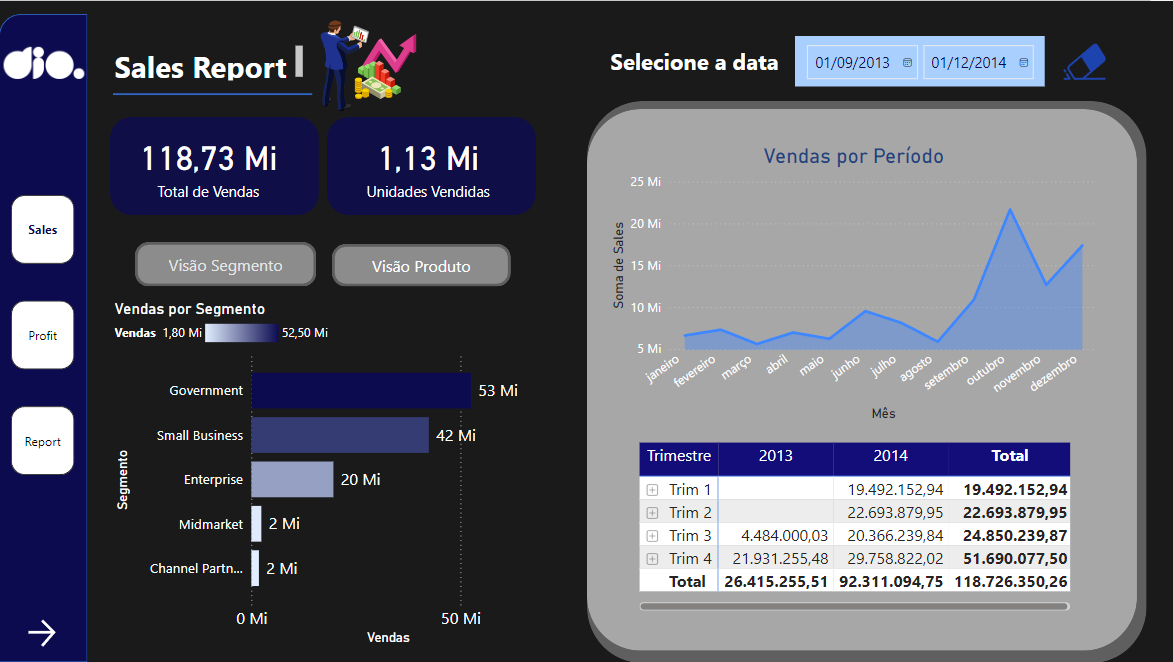 dio.
Sales
Profit
Report
Sales Report
118,73 Mi
Total de Vendas
1,13 Mi
Unidades Vendidas
Visão Segmento
Visão Produto
Vendas por Segmento
Vendas 1,80 Mi 52,50 Mi
Segmento
Government 53 Mi
Small Business 42 Mi
Enterprise 20 Mi
Midmarket 2 Mi
Channel Partn... 2 Mi
0 Mi 50 Mi
Vendas
Selecione a data
01/09/2013 01/12/2014
Vendas por Período
Soma de Sales
25 Mi
20 Mi
15 Mi
10 Mi
5 Mi
janeiro fevereiro março abril maio junho julho agosto setembro outubro novembro dezembro
Mês
Trimestre 2013 2014 Total
Trim 1 19.492.152,94 19.492.152,94
Trim 2 22.693.879,95 22.693.879,95
Trim 3 4.484.000,03 20.366.239,84 24.850.239,87
Trim 4 21.931.255,48 29.758.822,02 51.690.077,50
Total 26.415.255,51 92.311.094,75 118.726.350,26